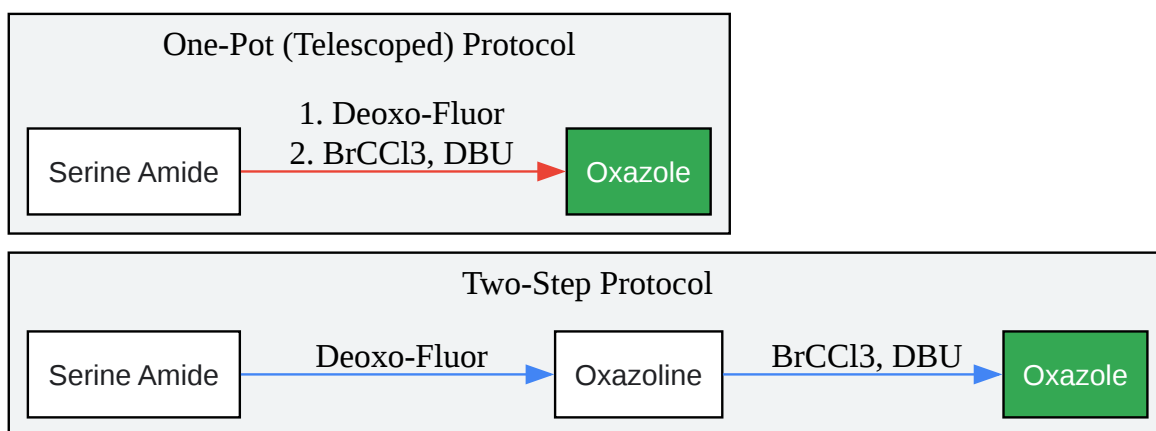 One-Pot (Telescoped) Protocol
1. Deoxo-Fluor
2. BrCCl3, DBU
Serine Amide
Oxazole
Two-Step Protocol
Serine Amide
Deoxo-Fluor
Oxazoline
BrCCl3, DBU
Oxazole